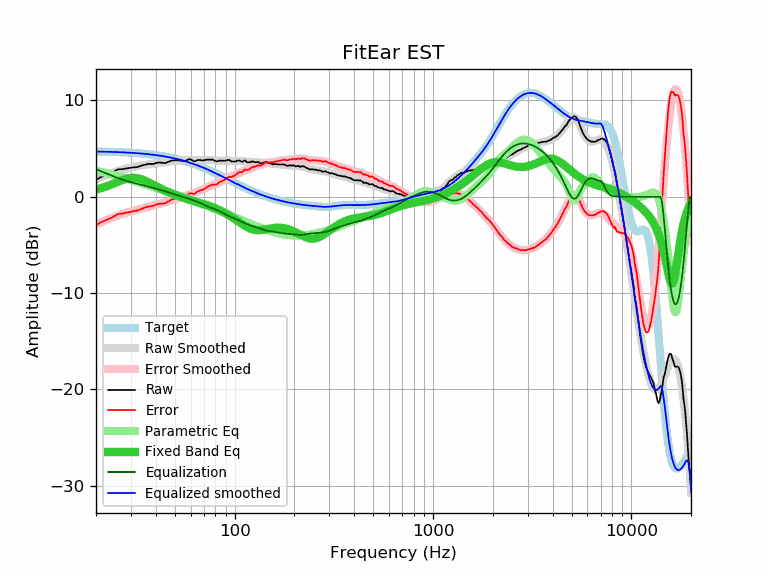 FitEar EST
Amplitude (dBr)
10
0
−10
−20
−30
Target
Raw Smoothed
Error Smoothed
Raw
Error
Parametric Eq
Fixed Band Eq
Equalization
Equalized smoothed
100
1000
10000
Frequency (Hz)